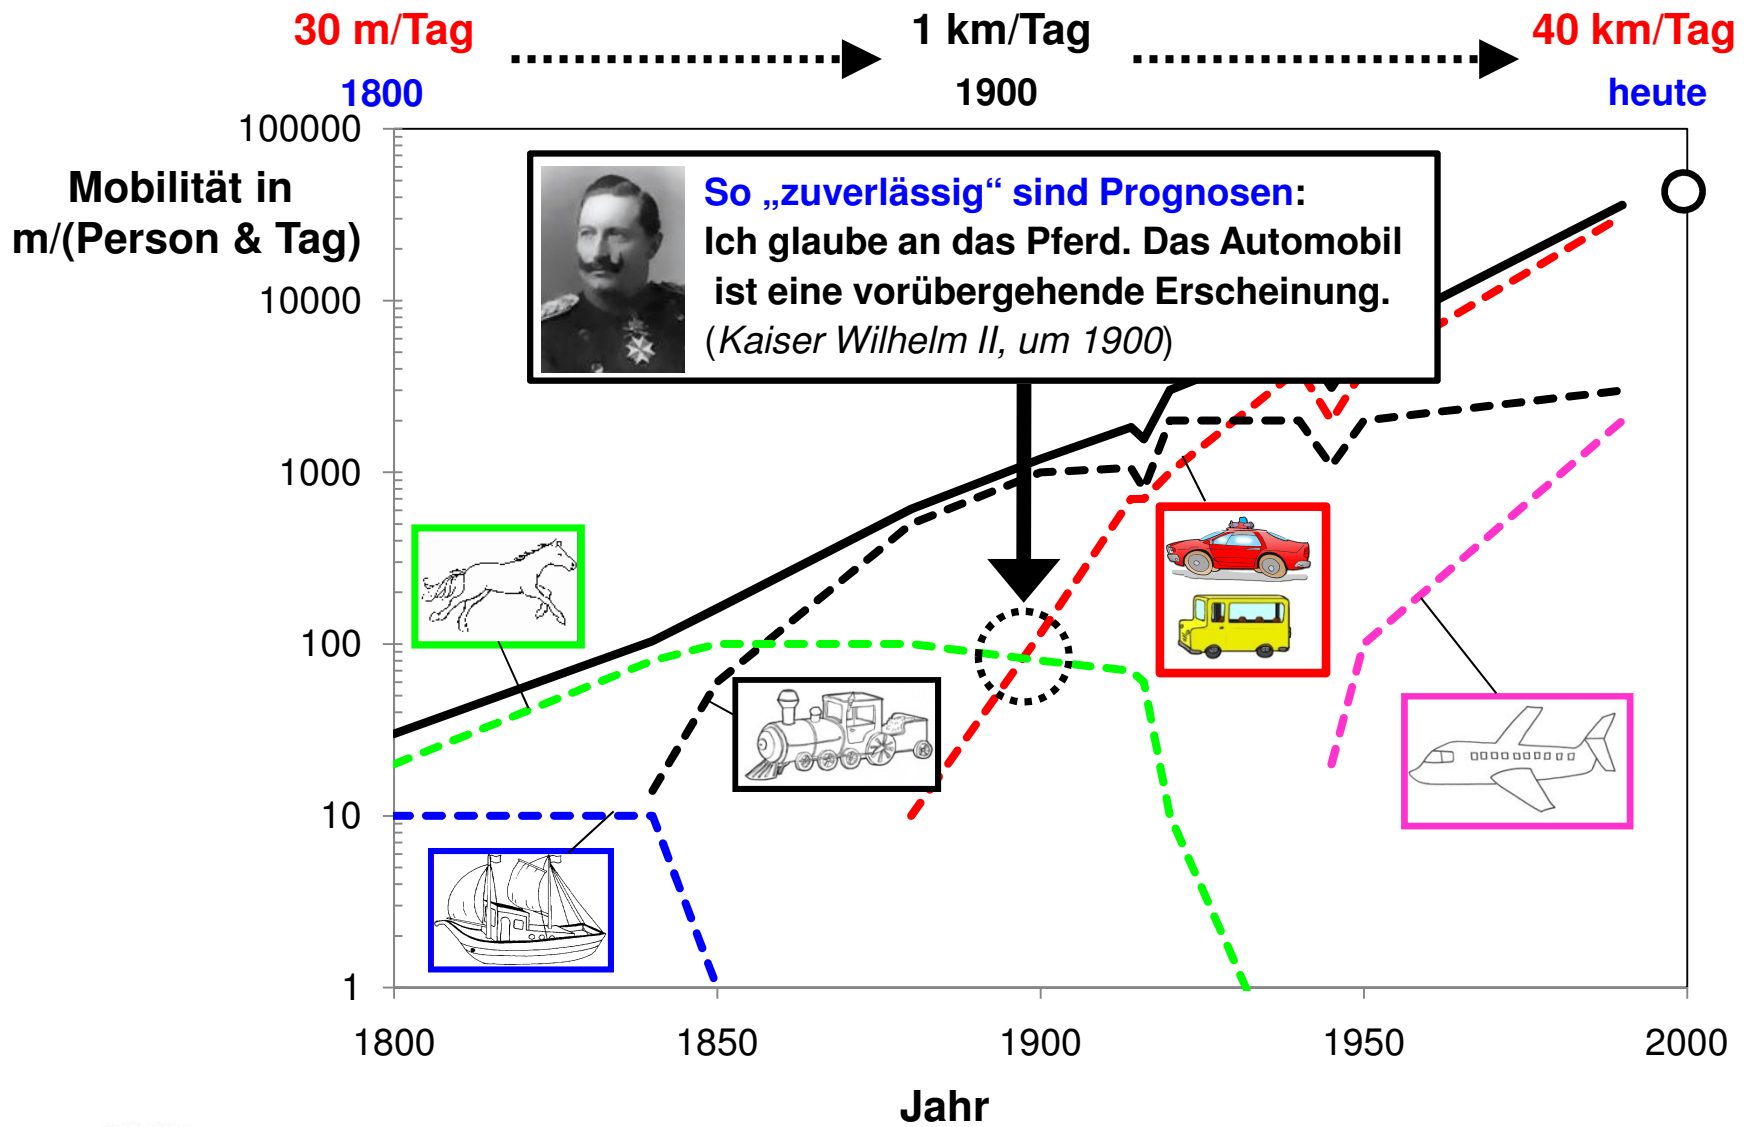 30 m/Tag
1 km/Tag
40 km/Tag
1800
1900
heute
100000
Mobilität in
m/(Person & Tag)
10000
1000
100
10
1
So „zuverlässig“ sind Prognosen:
Ich glaube an das Pferd. Das Automobil
ist eine vorübergehende Erscheinung.
(Kaiser Wilhelm II, um 1900)
1800
1850
1900
1950
2000
Jahr